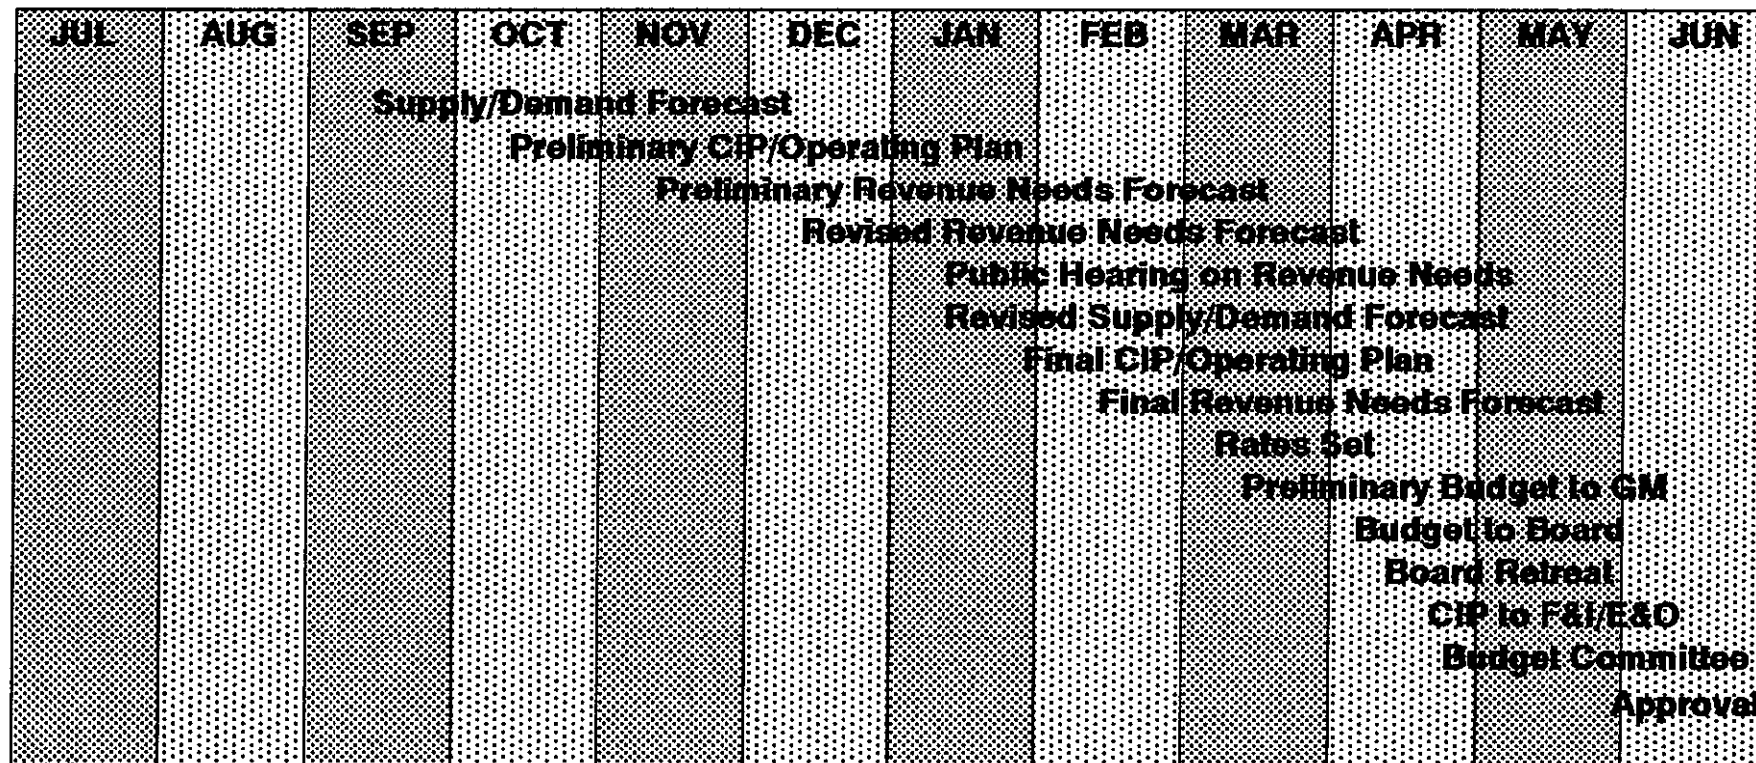 JUL AUG SEP OCT NOV DEC JAN FEB MAR APR MAY JUN
Supply/Demand Forecast
Preliminary CIP/Operating Plan
Preliminary Revenue Needs Forecast
Revised Revenue Needs Forecast
Public Hearing on Revenue Needs
Revised Supply/Demand Forecast
Final CIP/Operating Plan
Final Revenue Needs Forecast
Rates Set
Preliminary Budget to GM
Budget to Board
Board Retreat
CIP to F&I/E&O
Budget Committee
Approval